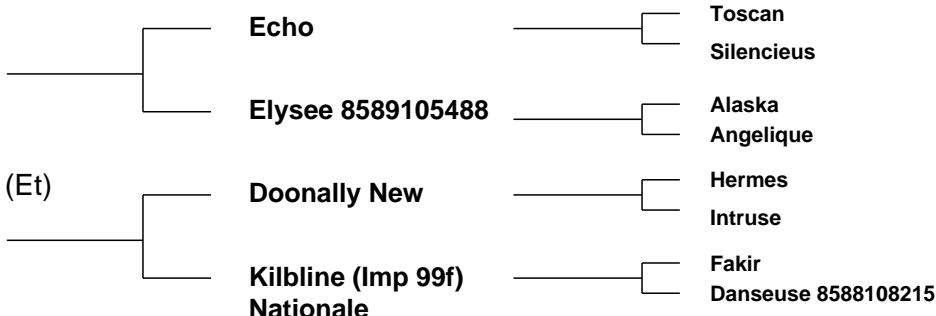 Echo
Toscan
Silencieus
Elysee 8589105488
Alaska
Angelique
(Et)
Doonally New
Hermes
Intruse
Kilbline (Imp 99f)
Nationale
Fakir
Danseuse 8588108215